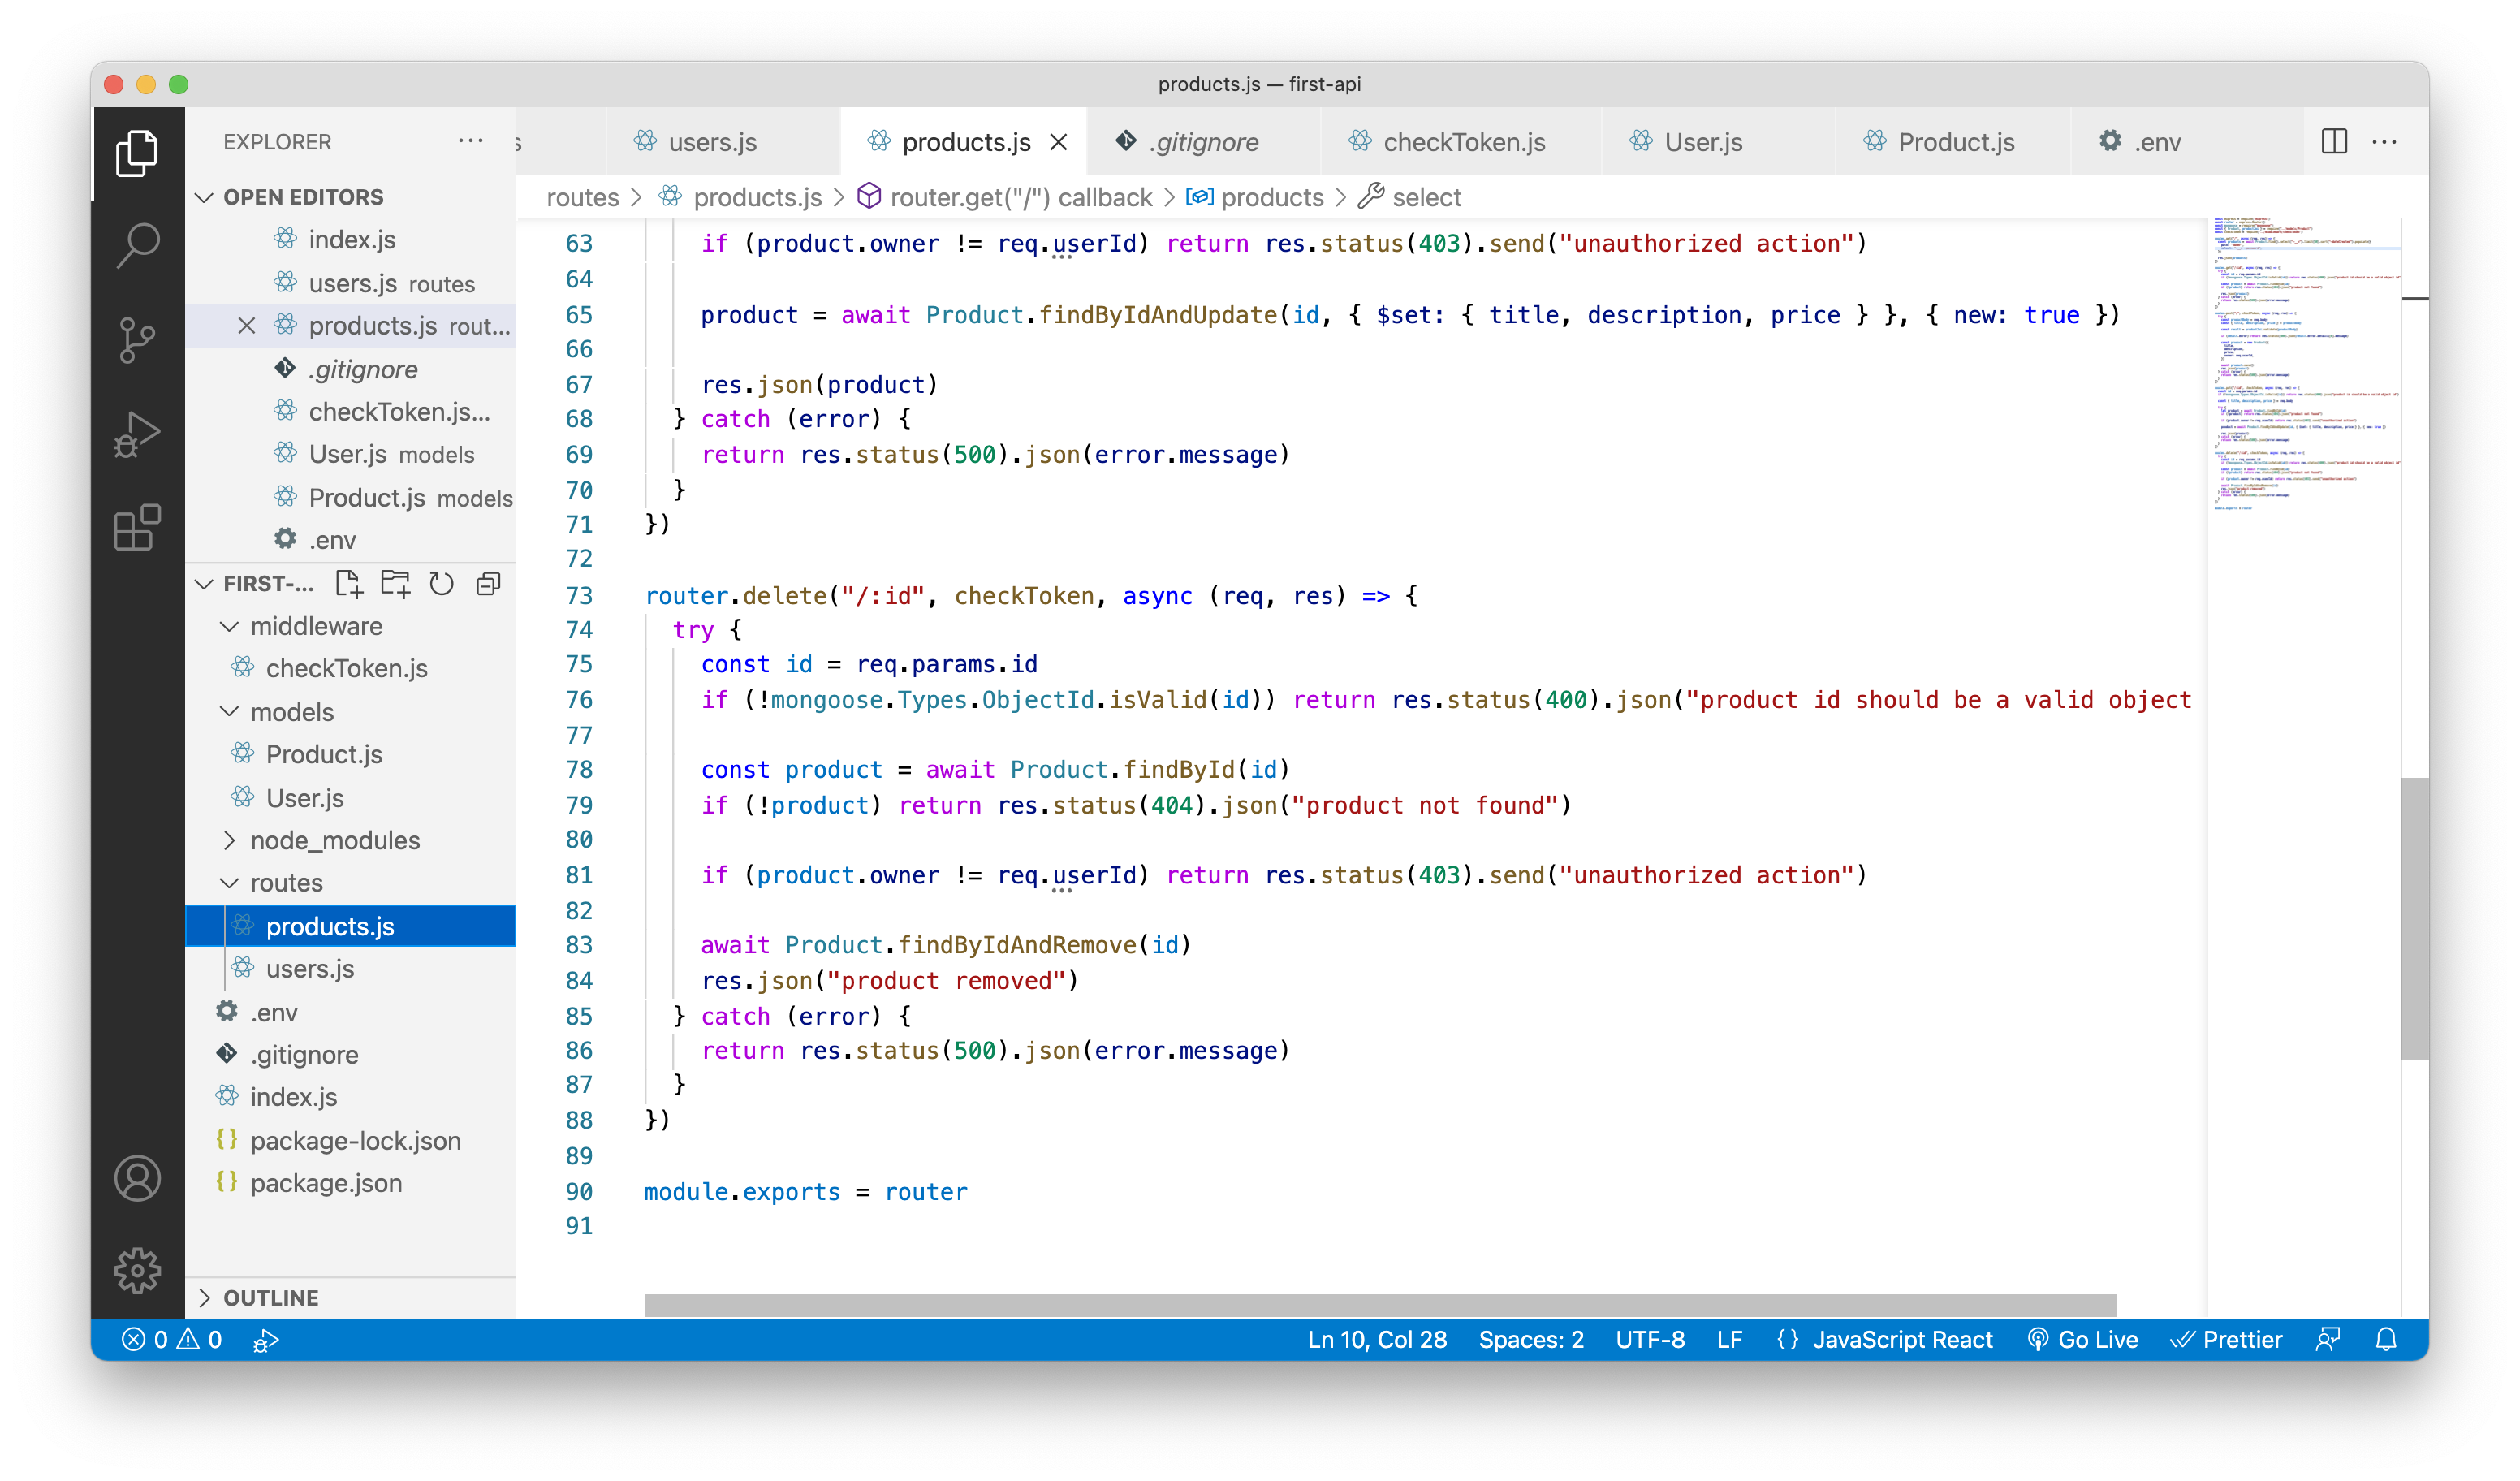 products.js — first-api
EXPLORER
s
users.js
products.js
.gitignore
checkToken.js
User.js
Product.js
.env
OPEN EDITORS
index.js
users.js routes
products.js rout...
.gitignore
checkToken.js...
User.js models
Product.js models
.env
FIRST-...
middleware
checkToken.js
models
Product.js
User.js
node_modules
routes
products.js
users.js
.env
.gitignore
index.js
package-lock.json
package.json
OUTLINE
routes > products.js > router.get("/") callback > products > select
63 if (product.owner != req.userId) return res.status(403).send("unauthorized action")
64
65 product = await Product.findByIdAndUpdate(id, { $set: { title, description, price } }, { new: true })
66
67 res.json(product)
68 } catch (error) {
69 return res.status(500).json(error.message)
70 }
71 })
72
73 router.delete("/:id", checkToken, async (req, res) => {
74 try {
75 const id = req.params.id
76 if (!mongoose.Types.ObjectId.isValid(id)) return res.status(400).json("product id should be a valid object
77
78 const product = await Product.findById(id)
79 if (!product) return res.status(404).json("product not found")
80
81 if (product.owner != req.userId) return res.status(403).send("unauthorized action")
82
83 await Product.findByIdAndRemove(id)
84 res.json("product removed")
85 } catch (error) {
86 return res.status(500).json(error.message)
87 }
88 })
89
90 module.exports = router
91
0 0 Ln 10, Col 28 Spaces: 2 UTF-8 LF {} JavaScript React Go Live Prettier